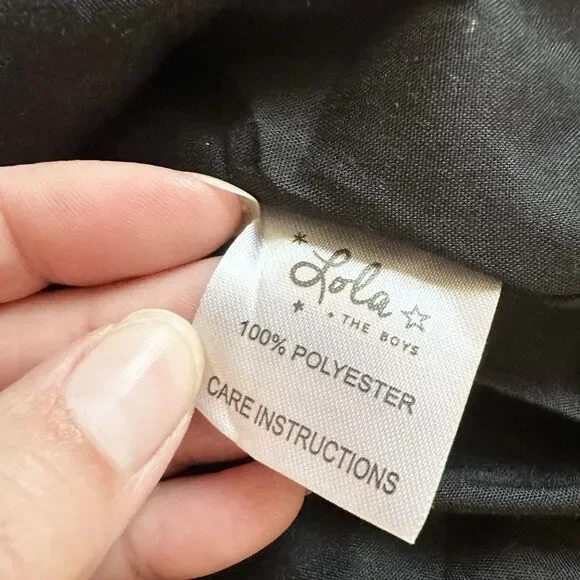 Lola
+ THE BOYS
100% POLYESTER
CARE INSTRUCTIONS